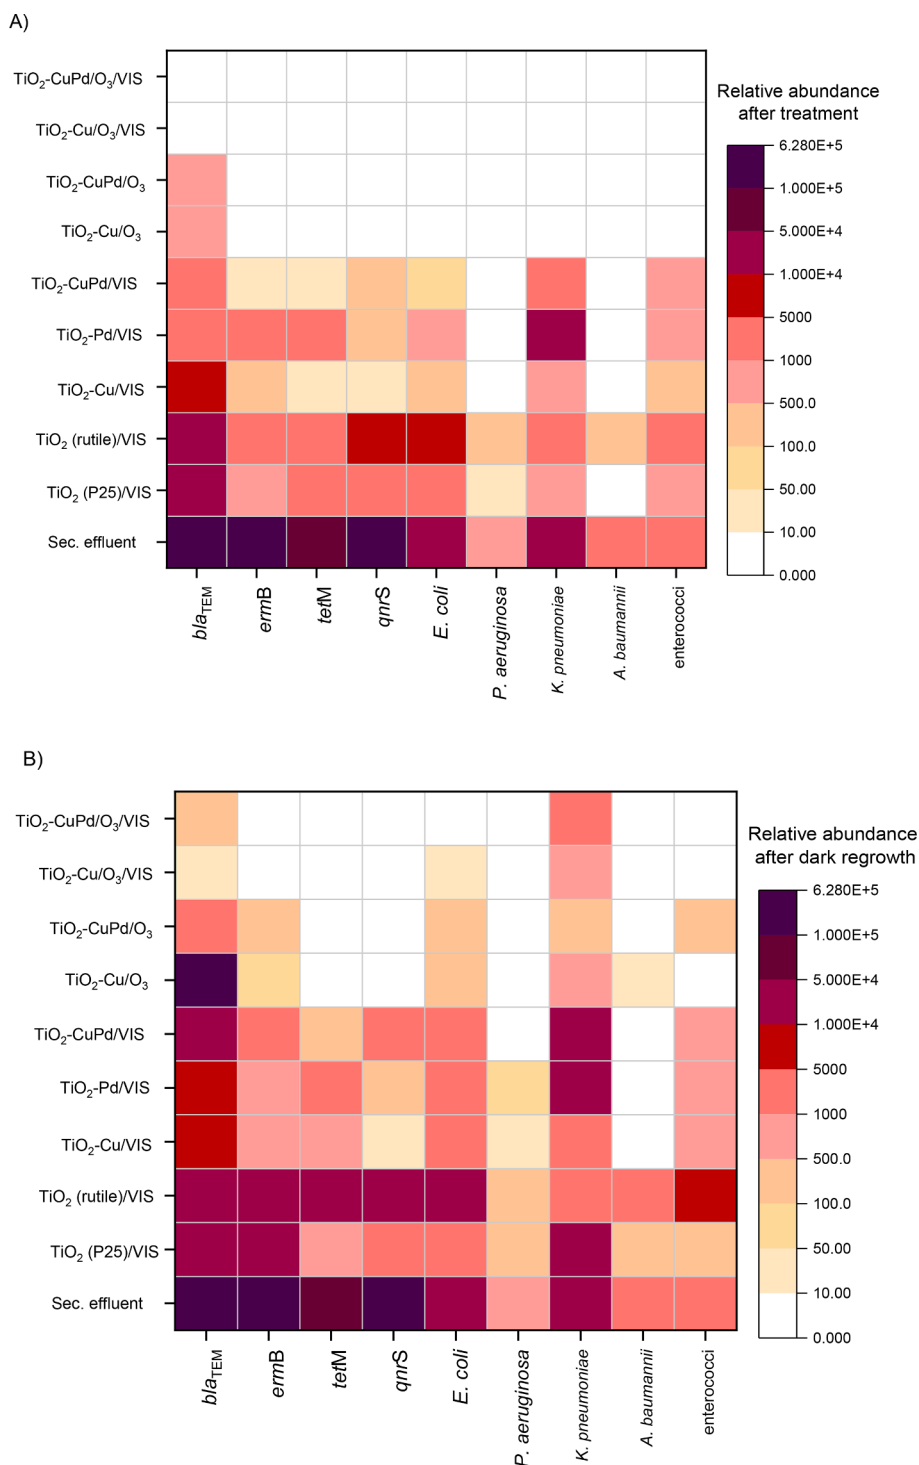 A)
Relative abundance
after treatment
TiO₂-CuPd/O₃/VIS
TiO₂-Cu/O₃/VIS
TiO₂-CuPd/O₃
TiO₂-Cu/O₃
TiO₂-CuPd/VIS
TiO₂-Pd/VIS
TiO₂-Cu/VIS
TiO₂ (rutile)/VIS
TiO₂ (P25)/VIS
Sec. effluent
6.280E+5
1.000E+5
5.000E+4
1.000E+4
5000
1000
500.0
100.0
50.00
10.00
0.000
blaTEM
ermB
tetM
qnrS
E. coli
P. aeruginosa
K. pneumoniae
A. baumannii
enterococci
B)
Relative abundance
after dark regrowth
TiO₂-CuPd/O₃/VIS
TiO₂-Cu/O₃/VIS
TiO₂-CuPd/O₃
TiO₂-Cu/O₃
TiO₂-CuPd/VIS
TiO₂-Pd/VIS
TiO₂-Cu/VIS
TiO₂ (rutile)/VIS
TiO₂ (P25)/VIS
Sec. effluent
6.280E+5
1.000E+5
5.000E+4
1.000E+4
5000
1000
500.0
100.0
50.00
10.00
0.000
blaTEM
ermB
tetM
qnrS
E. coli
P. aeruginosa
K. pneumoniae
A. baumannii
enterococci